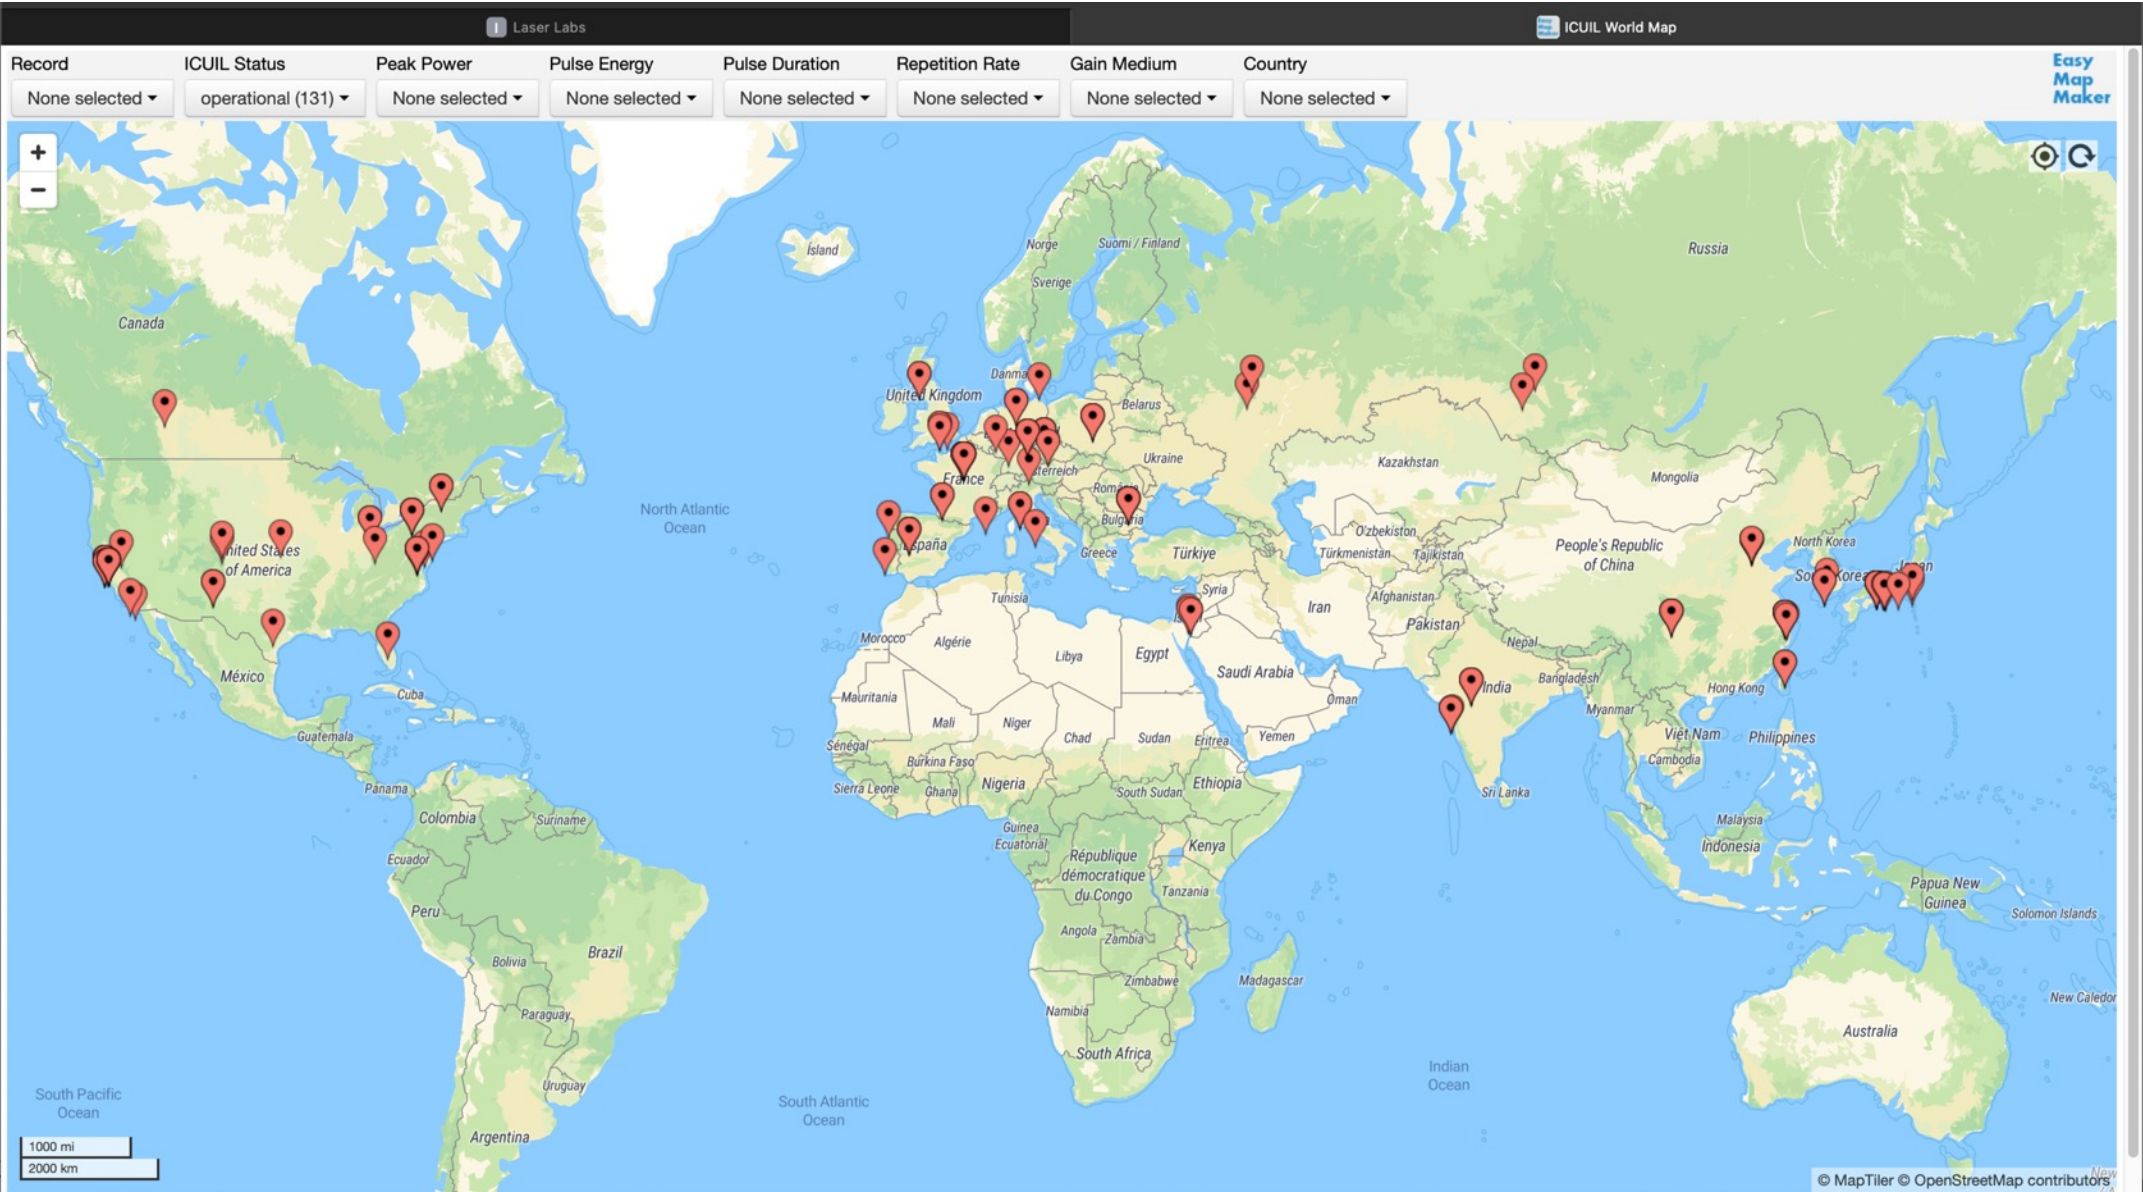 Laser Labs
ICUIL World Map
Record
ICUIL Status
Peak Power
Pulse Energy
Pulse Duration
Repetition Rate
Gain Medium
Country
None selected
operational (131)
None selected
None selected
None selected
None selected
None selected
None selected
Easy
Map
Maker
+
−
Ísland
Norge
Suomi / Finland
Sverige
Russia
Canada
United Kingdom
Danma
Belarus
Ukraine
Kazakhstan
Mongolia
France
sterreich
România
Bulgaria
North Atlantic
Ocean
nited States
of America
España
Greece
Türkiye
O'zbekiston
Türkmenistan
Tajikistan
People's Republic
of China
North Korea
Korea
Tunisia
Syria
Iran
Afghanistan
Pakistan
Nepal
Morocco
Algérie
Libya
Egypt
Saudi Arabia
Oman
India
Bangladesh
Hong Kong
Myanmar
México
Cuba
Mauritania
Mali
Niger
Chad
Sudan
Eritrea
Yemen
Việt Nam
Philippines
Guatemala
Sénégal
Burkina Faso
Cambodia
Panama
Sierra Leone
Ghana
Nigeria
South Sudan
Ethiopia
Sri Lanka
Colombia
Suriname
Guinea
Ecuatorial
Malaysia
Indonesia
Ecuador
Kenya
République
démocratique
du Congo
Tanzania
Papua New
Guinea
Solomon Islands
Peru
Brazil
Angola
Zambia
Bolivia
Zimbabwe
Madagascar
Namibia
New Caledor
Paraguay
Australia
South Africa
Uruguay
Indian
Ocean
South Pacific
Ocean
South Atlantic
Ocean
Argentina
1000 mi
2000 km
New
© MapTiler © OpenStreetMap contributors